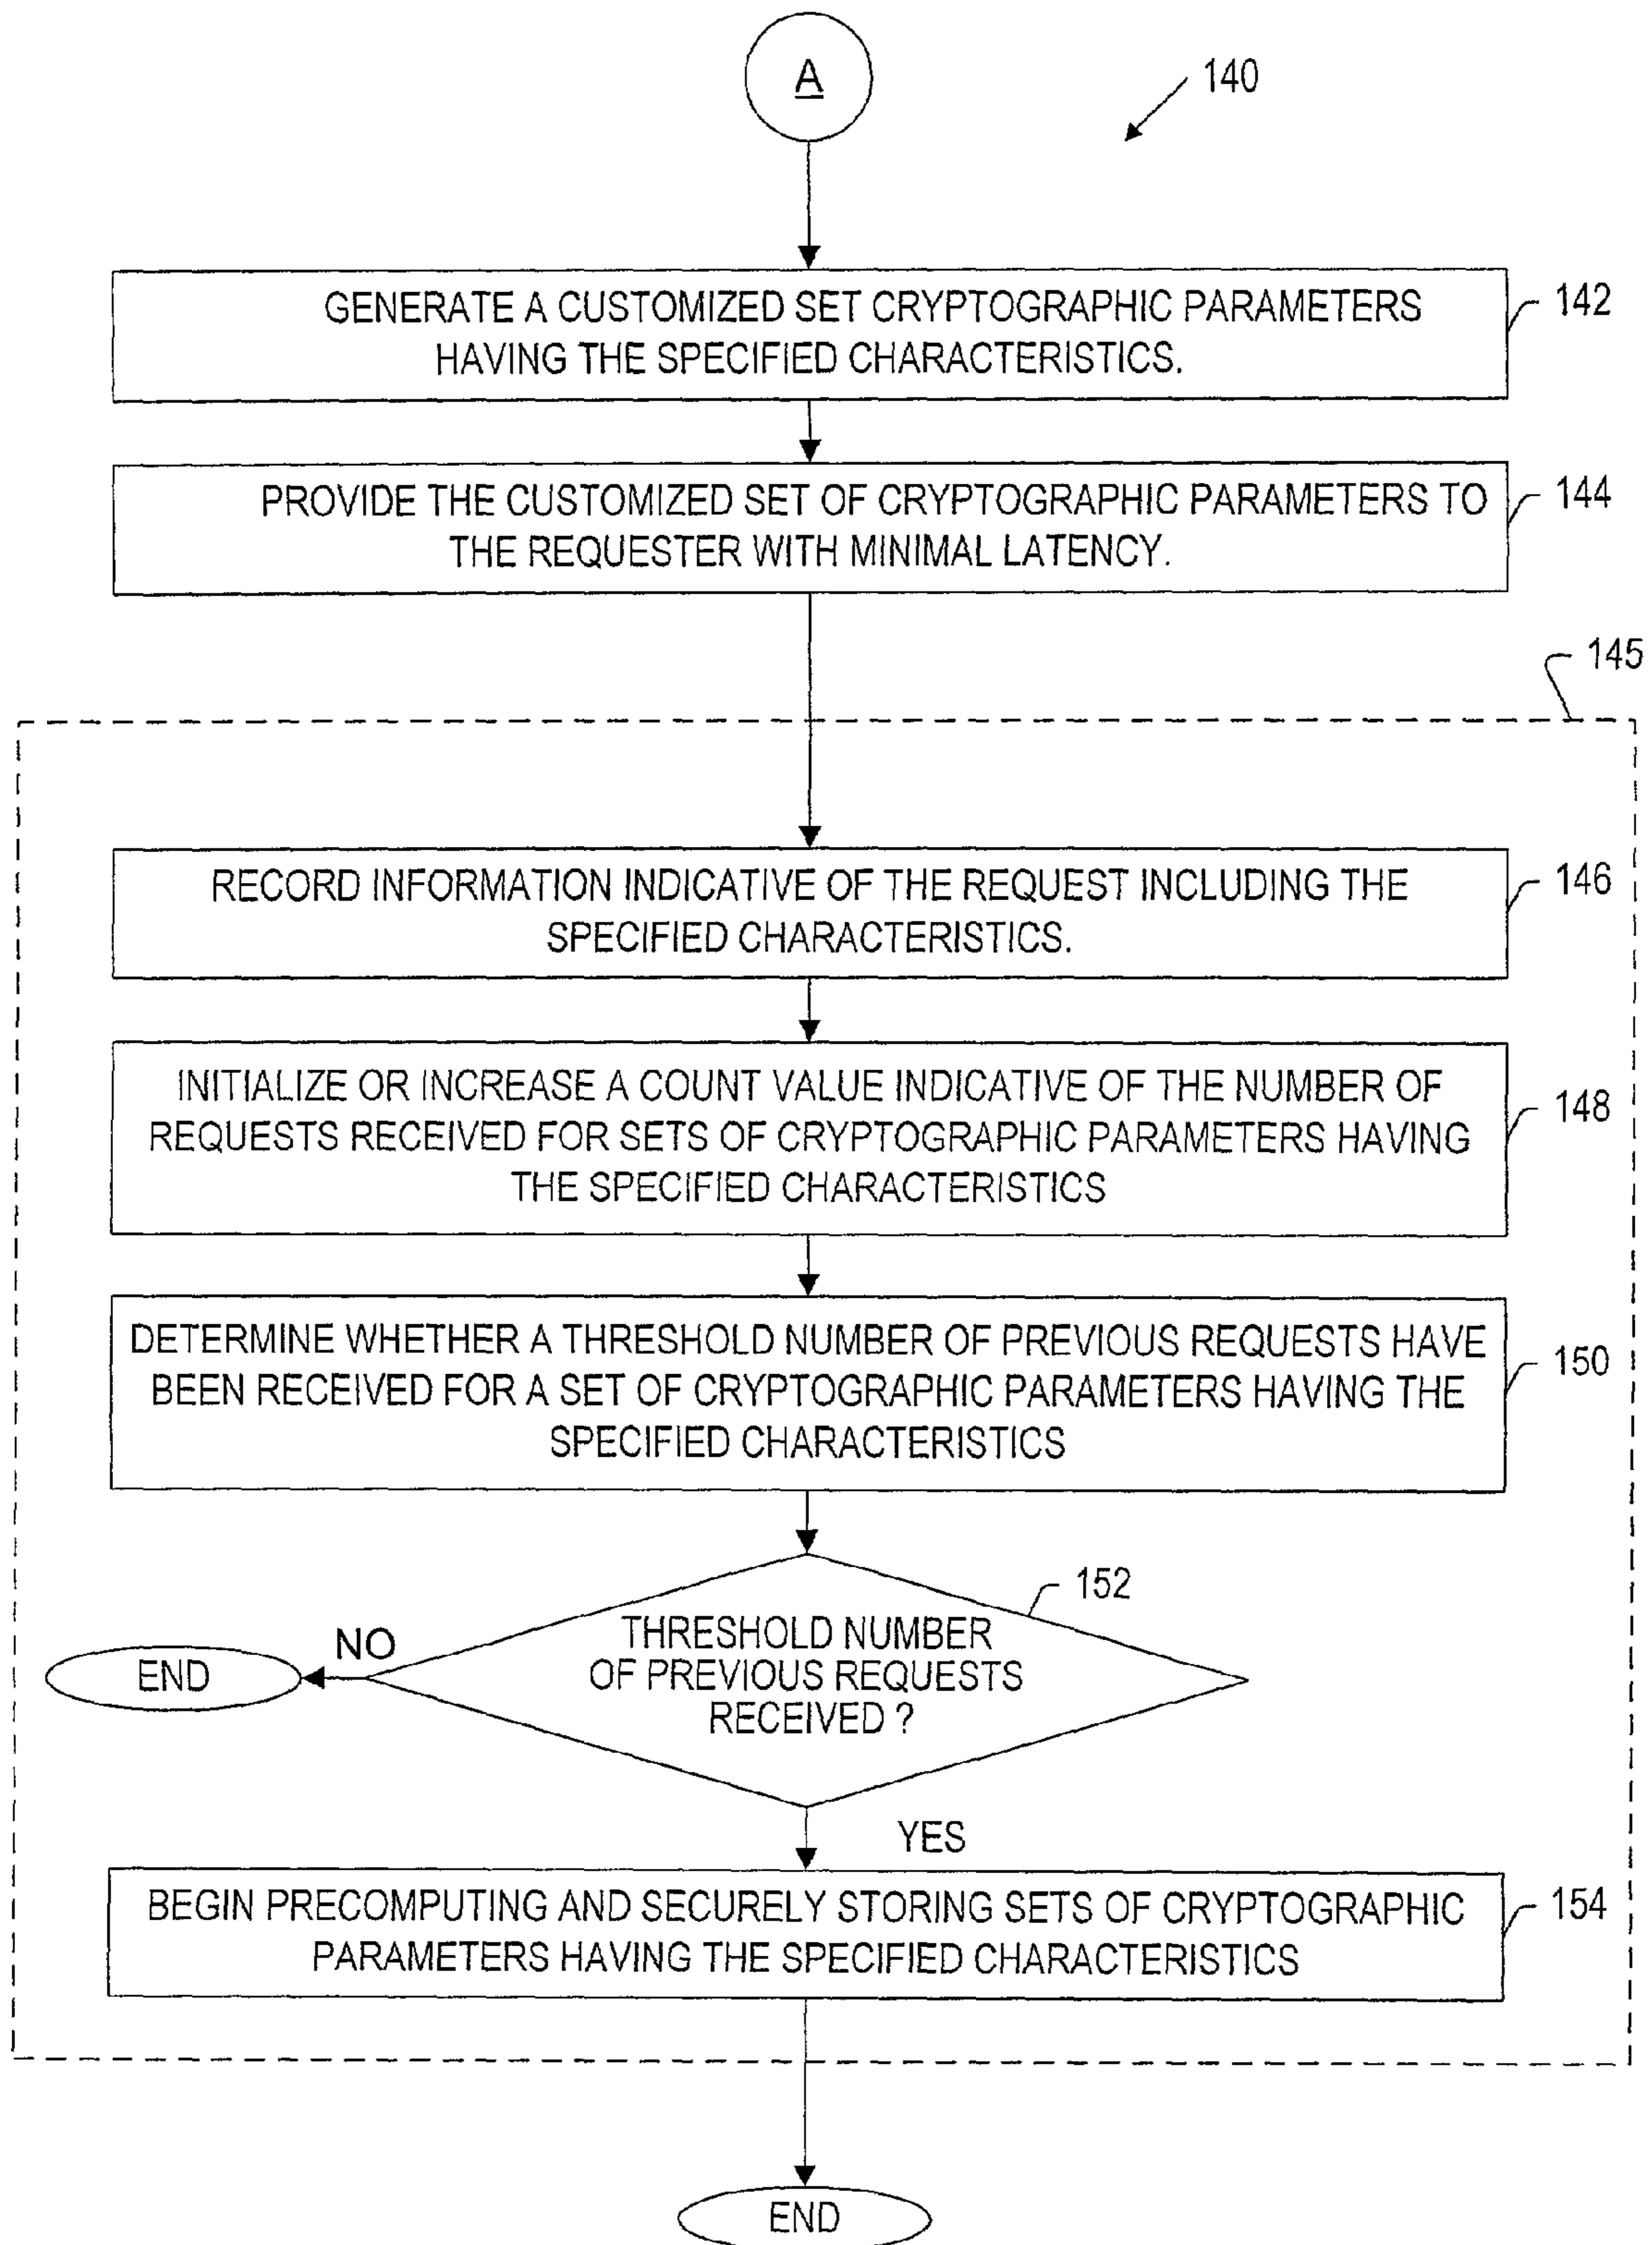 A
140
GENERATE A CUSTOMIZED SET CRYPTOGRAPHIC PARAMETERS
HAVING THE SPECIFIED CHARACTERISTICS.
142
PROVIDE THE CUSTOMIZED SET OF CRYPTOGRAPHIC PARAMETERS TO
THE REQUESTER WITH MINIMAL LATENCY.
144
145
RECORD INFORMATION INDICATIVE OF THE REQUEST INCLUDING THE
SPECIFIED CHARACTERISTICS.
146
INITIALIZE OR INCREASE A COUNT VALUE INDICATIVE OF THE NUMBER OF
REQUESTS RECEIVED FOR SETS OF CRYPTOGRAPHIC PARAMETERS HAVING
THE SPECIFIED CHARACTERISTICS
148
DETERMINE WHETHER A THRESHOLD NUMBER OF PREVIOUS REQUESTS HAVE
BEEN RECEIVED FOR A SET OF CRYPTOGRAPHIC PARAMETERS HAVING THE
SPECIFIED CHARACTERISTICS
150
152
THRESHOLD NUMBER
OF PREVIOUS REQUESTS
RECEIVED ?
NO
END
YES
BEGIN PRECOMPUTING AND SECURELY STORING SETS OF CRYPTOGRAPHIC
PARAMETERS HAVING THE SPECIFIED CHARACTERISTICS
154
END